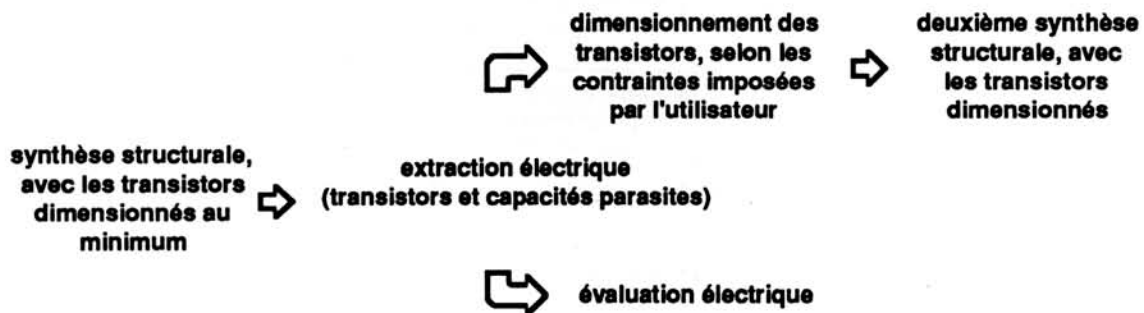 synthèse structurale,
avec les transistors
dimensionnés au
minimum
extraction électrique
(transistors et capacités parasites)
dimensionnement des
transistors, selon les
contraintes imposées
par l'utilisateur
deuxième synthèse
structurale, avec
les transistors
dimensionnés
évaluation électrique